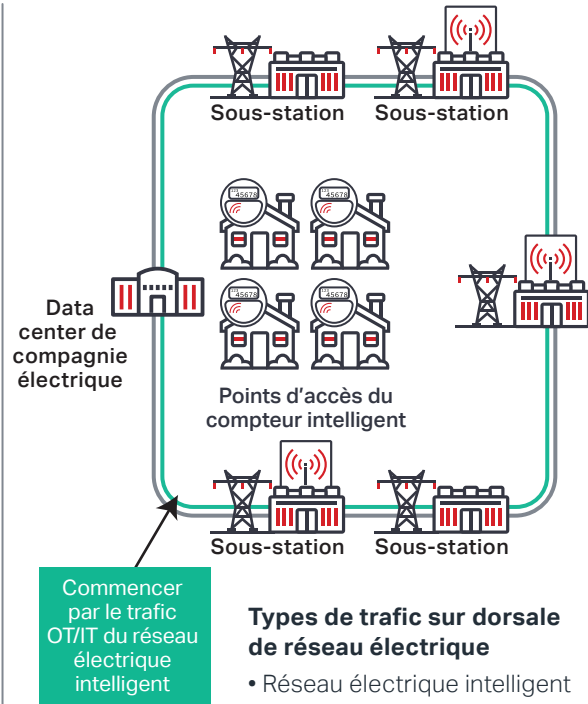 Sous-station
Sous-station
45678
45678
45678
45678
Data
center de
compagnie
électrique
Points d'accès du
compteur intelligent
Sous-station
Sous-station
Commencer
par le trafic
OT/IT du réseau
électrique
intelligent
Types de trafic sur dorsale
de réseau électrique
• Réseau électrique intelligent